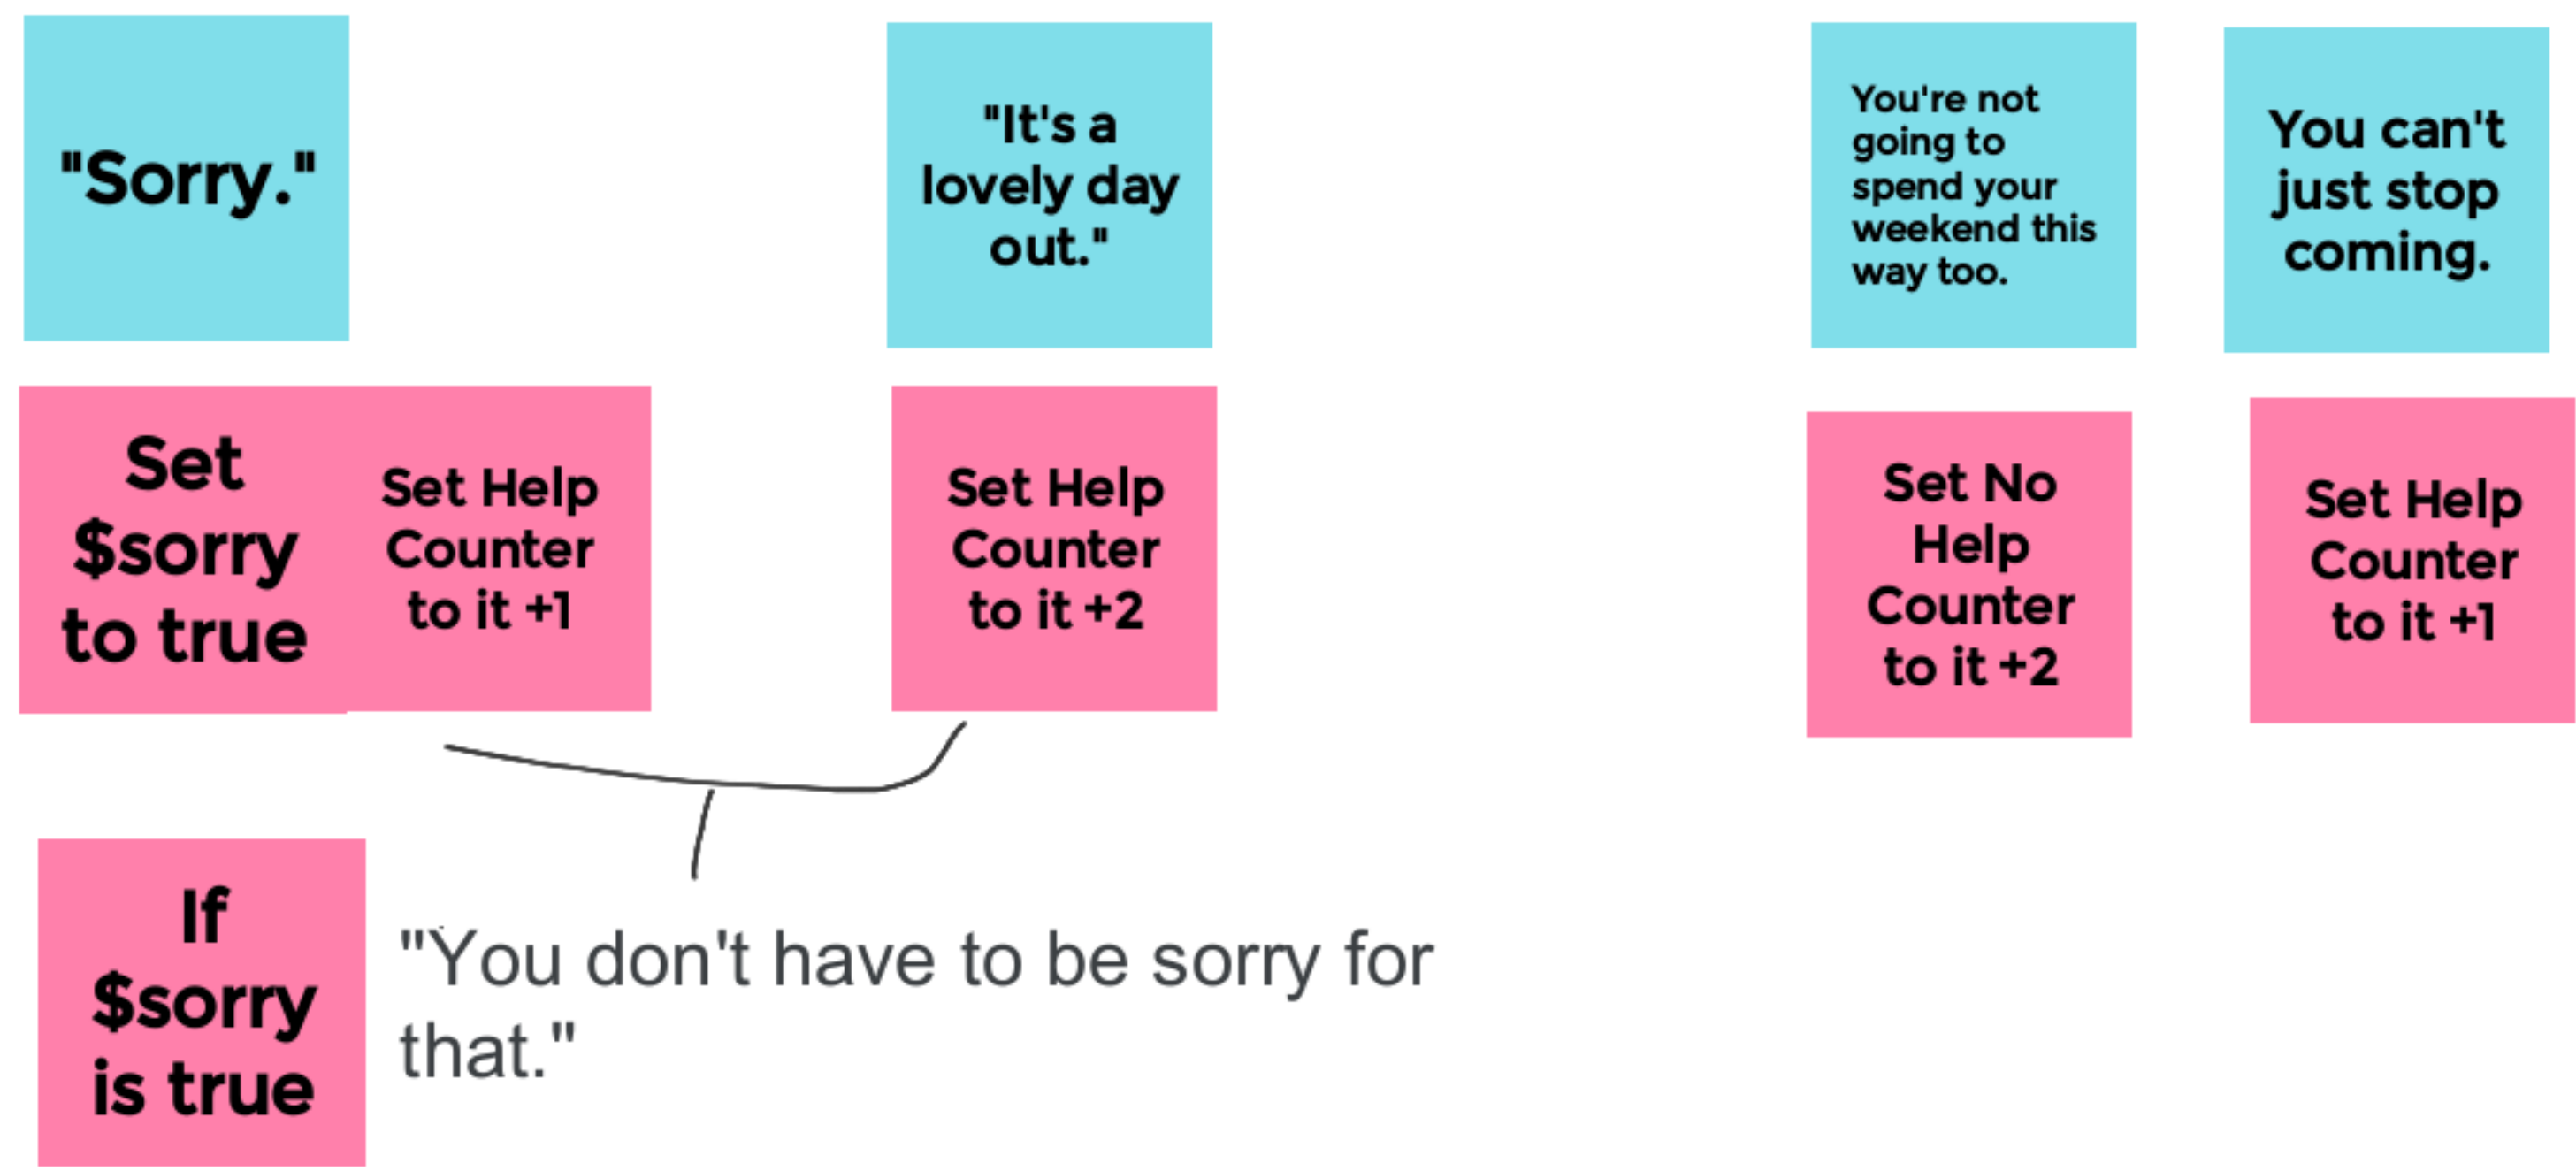 "Sorry."
"It's a
lovely day
out."
You're not
going to
spend your
weekend this
way too.
You can't
just stop
coming.
Set
$sorry
to true
Set Help
Counter
to it +1
Set Help
Counter
to it +2
Set No
Help
Counter
to it +2
Set Help
Counter
to it +1
If
$sorry
is true
"You don't have to be sorry for
that."